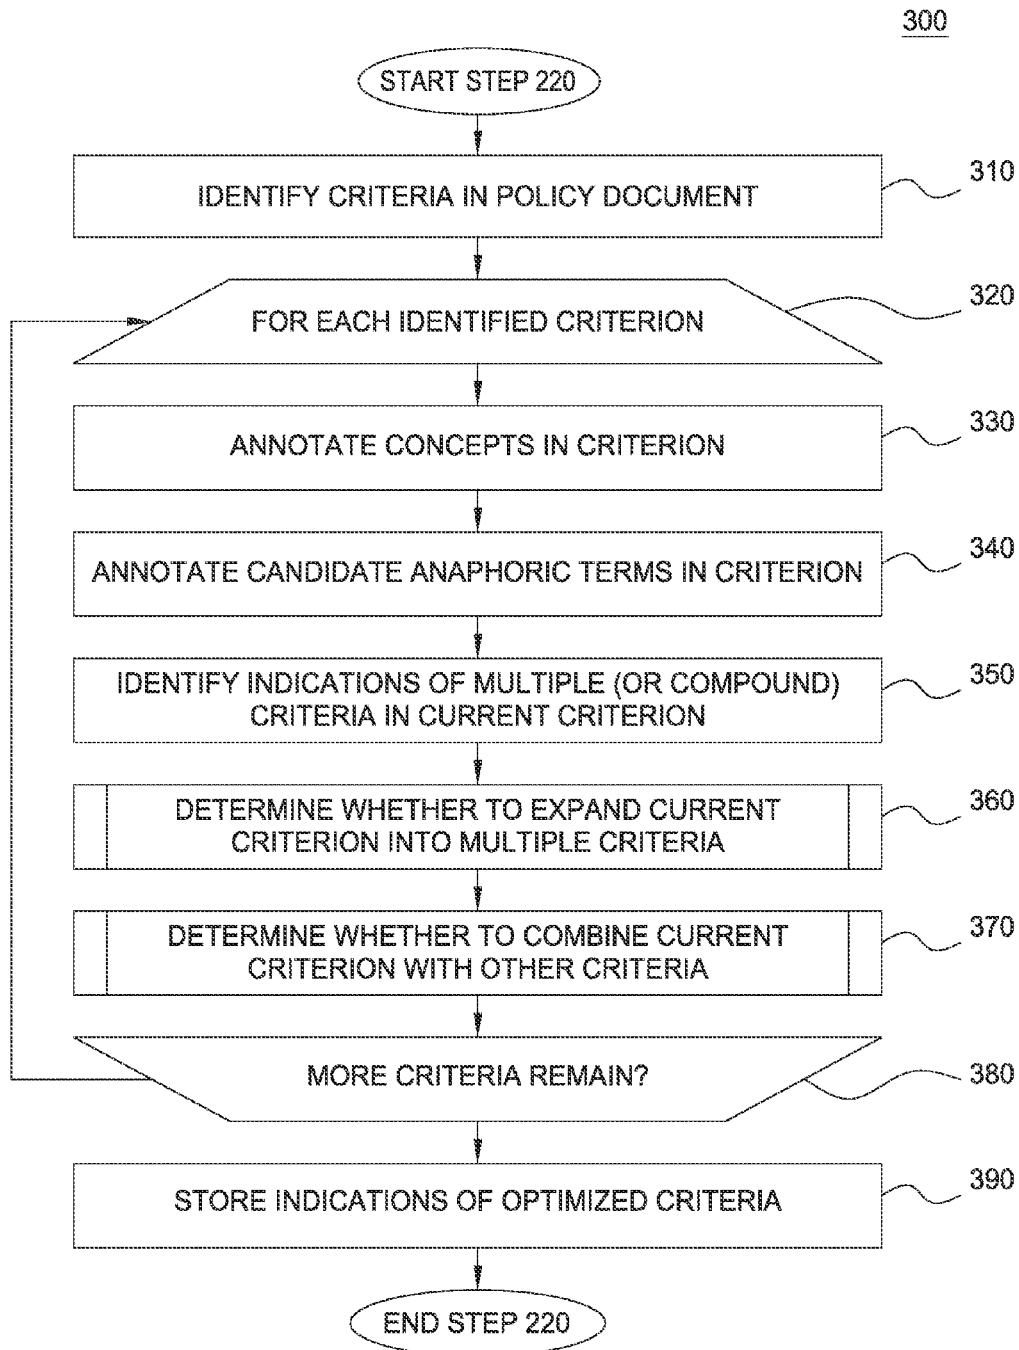 300
START STEP 220
IDENTIFY CRITERIA IN POLICY DOCUMENT
310
FOR EACH IDENTIFIED CRITERION
320
ANNOTATE CONCEPTS IN CRITERION
330
ANNOTATE CANDIDATE ANAPHORIC TERMS IN CRITERION
340
IDENTIFY INDICATIONS OF MULTIPLE (OR COMPOUND)
CRITERIA IN CURRENT CRITERION
350
DETERMINE WHETHER TO EXPAND CURRENT
CRITERION INTO MULTIPLE CRITERIA
360
DETERMINE WHETHER TO COMBINE CURRENT
CRITERION WITH OTHER CRITERIA
370
MORE CRITERIA REMAIN?
380
STORE INDICATIONS OF OPTIMIZED CRITERIA
390
END STEP 220